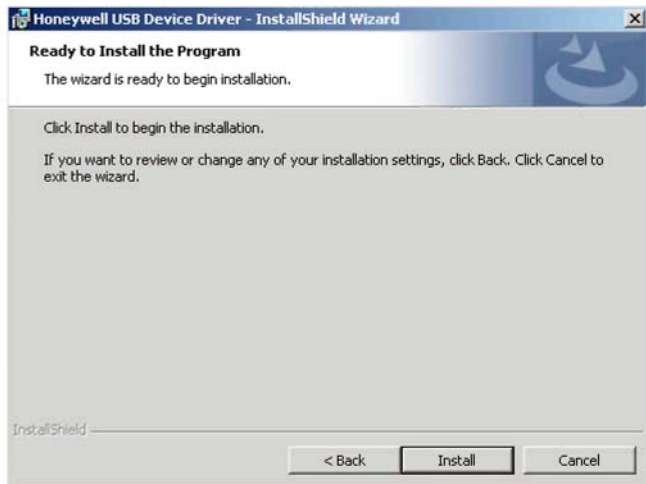 Honeywell USB Device Driver - InstallShield Wizard
Ready to Install the Program
The wizard is ready to begin installation.
Click Install to begin the installation.
If you want to review or change any of your installation settings, click Back. Click Cancel to
exit the wizard.
InstallShield
< Back
Install
Cancel